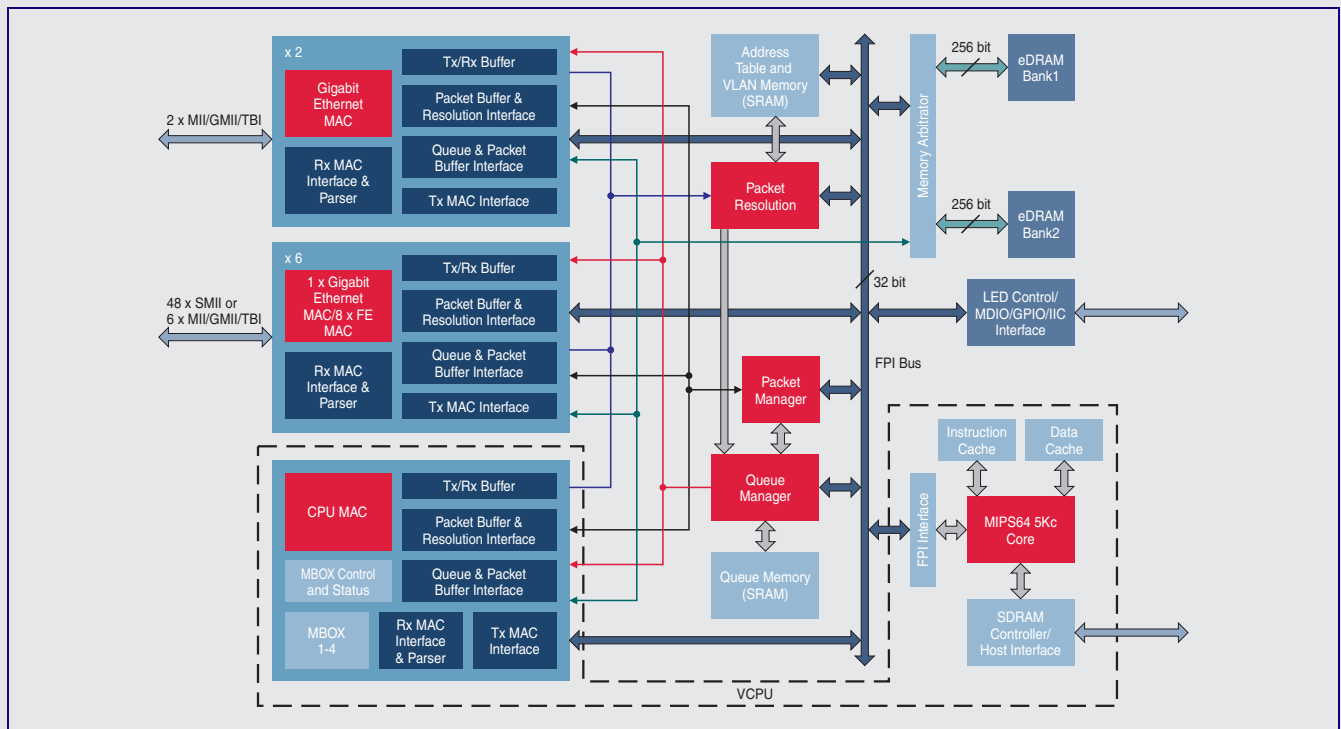 x 2
Gigabit
Ethernet
MAC
Rx MAC
Interface &
Parser
Tx/Rx Buffer
Packet Buffer &
Resolution Interface
Queue & Packet
Buffer Interface
Tx MAC Interface
2 x MII/GMII/TBI
x 6
1 x Gigabit
Ethernet
MAC/8 x FE
MAC
Rx MAC
Interface &
Parser
Tx/Rx Buffer
Packet Buffer &
Resolution Interface
Queue & Packet
Buffer Interface
Tx MAC Interface
48 x SMII or
6 x MII/GMII/TBI
CPU MAC
MBOX Control
and Status
MBOX
1-4
Tx/Rx Buffer
Packet Buffer &
Resolution Interface
Queue & Packet
Buffer Interface
Rx MAC
Interface
& Parser
Tx MAC
Interface
Address
Table and
VLAN Memory
(SRAM)
Packet
Resolution
Packet
Manager
Queue
Manager
Queue Memory
(SRAM)
Memory Arbitrator
256 bit
eDRAM
Bank1
256 bit
eDRAM
Bank2
32 bit
LED Control/
MDIO/GPIO/IIC
Interface
FPI Bus
Instruction
Cache
Data
Cache
FPI Interface
MIPS64 5Kc
Core
SDRAM
Controller/
Host Interface
VCPU